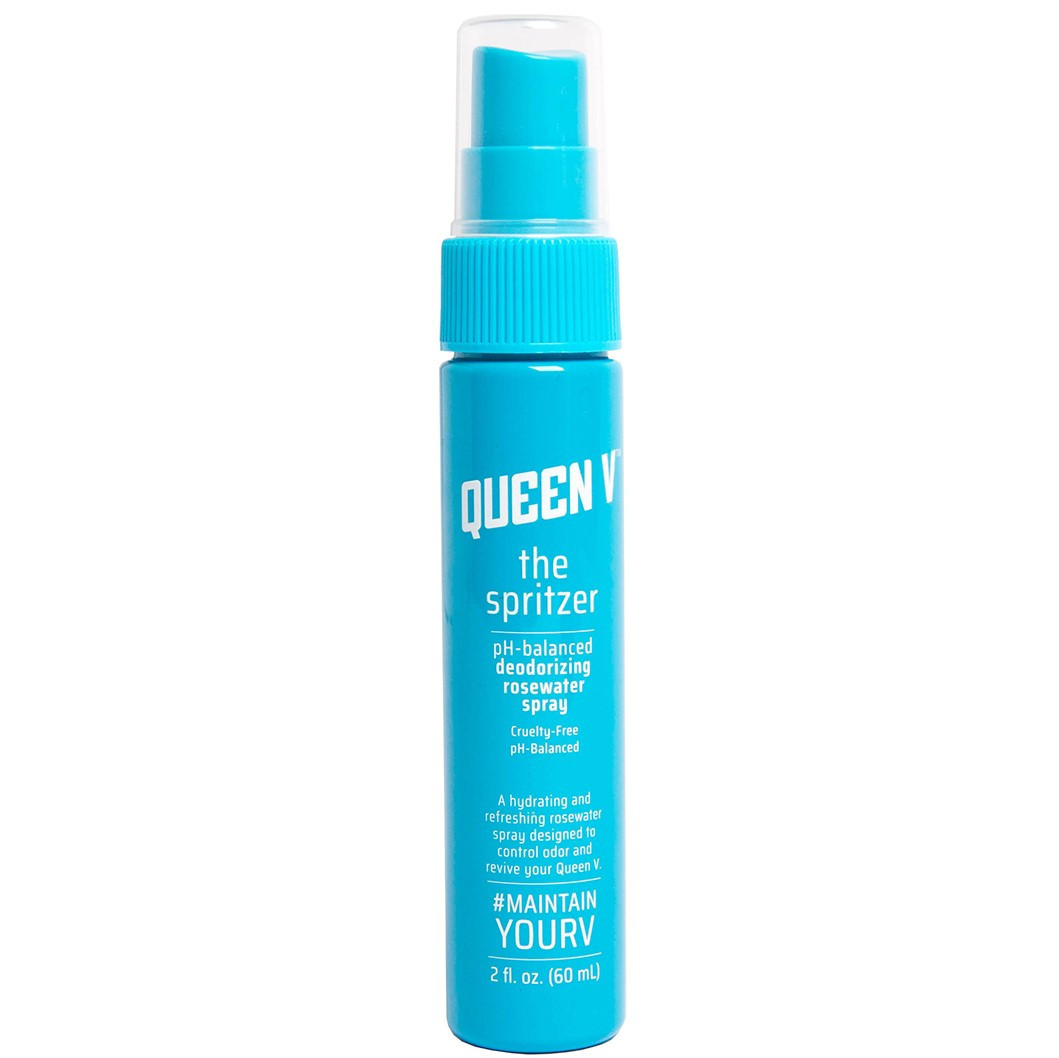 QUEEN V™
the
spritzer
pH-balanced
deodorizing
rosewater
spray
Cruelty-Free
pH-Balanced
A hydrating and
refreshing rosewater
spray designed to
control odor and
revive your Queen V.
#MAINTAIN
YOURV
2 fl. oz. (60 mL)